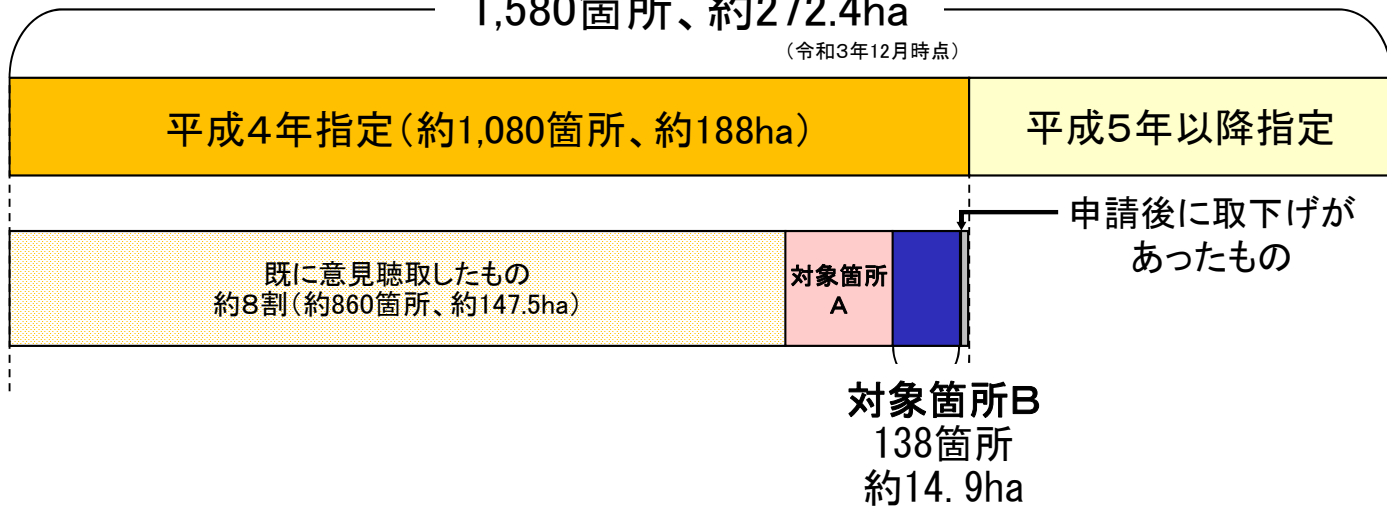 1,580箇所、約272.4ha
(令和3年12月時点)
平成4年指定(約1,080箇所、約188ha)
平成5年以降指定
申請後に取下げが
あったもの
既に意見聴取したもの
約8割(約860箇所、約147.5ha)
対象箇所
A
対象箇所B
138箇所
約14.9ha